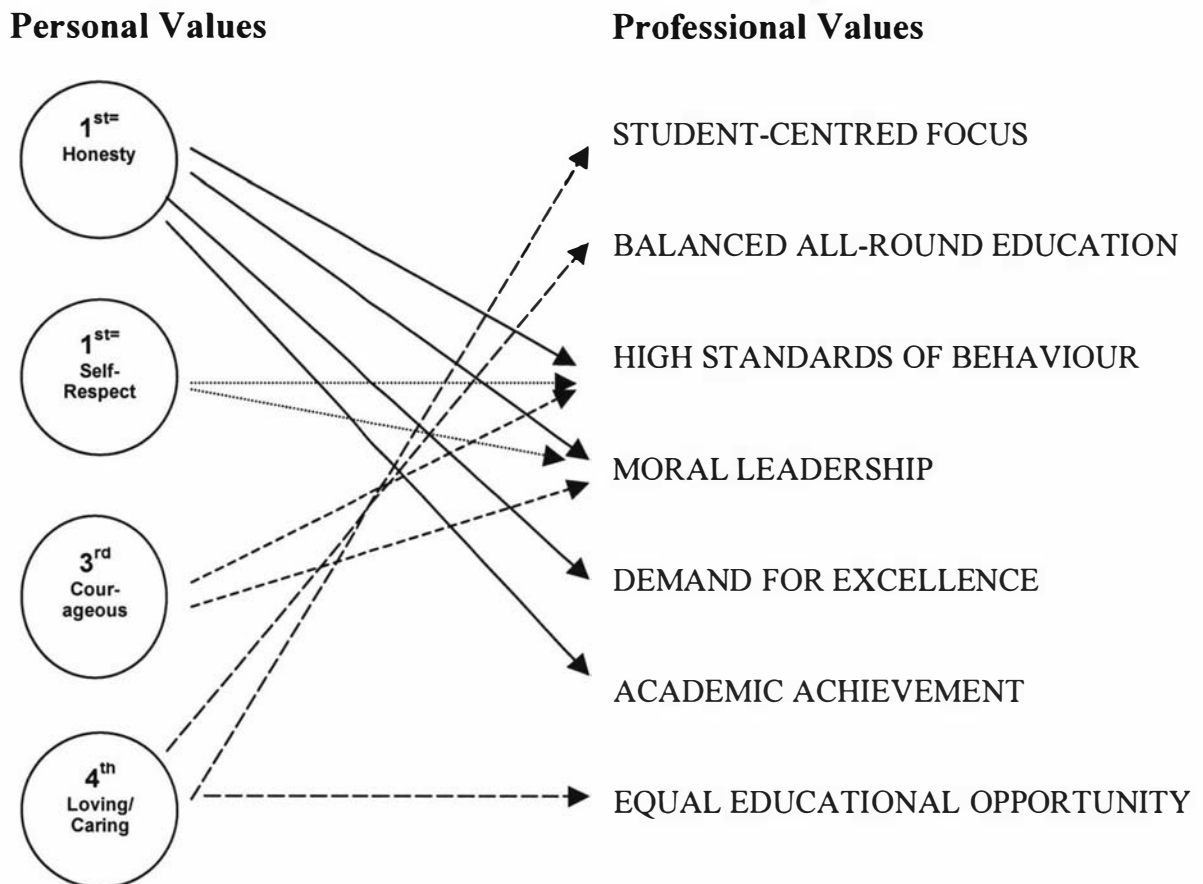 Personal Values
Professional Values
1st=
Honesty
1st=
Self-
Respect
3rd
Cour-
ageous
4th
Loving/
Caring
STUDENT-CENTRED FOCUS
BALANCED ALL-ROUND EDUCATION
HIGH STANDARDS OF BEHAVIOUR
MORAL LEADERSHIP
DEMAND FOR EXCELLENCE
ACADEMIC ACHIEVEMENT
EQUAL EDUCATIONAL OPPORTUNITY